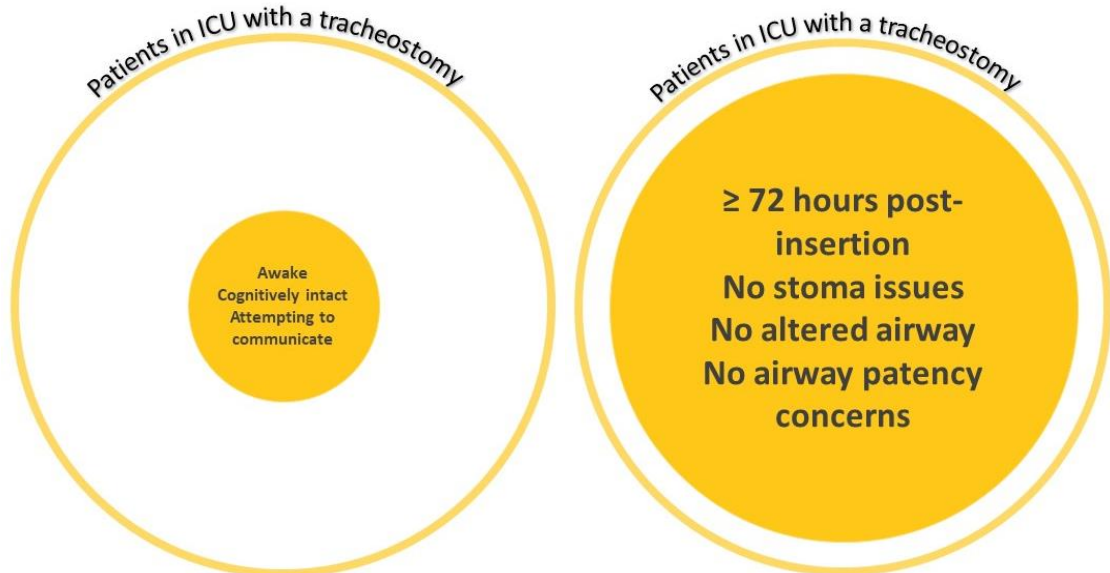 Patients in ICU with a tracheostomy
Awake
Cognitively intact
Attempting to
communicate
Patients in ICU with a tracheostomy
≥ 72 hours post-
insertion
No stoma issues
No altered airway
No airway patency
concerns